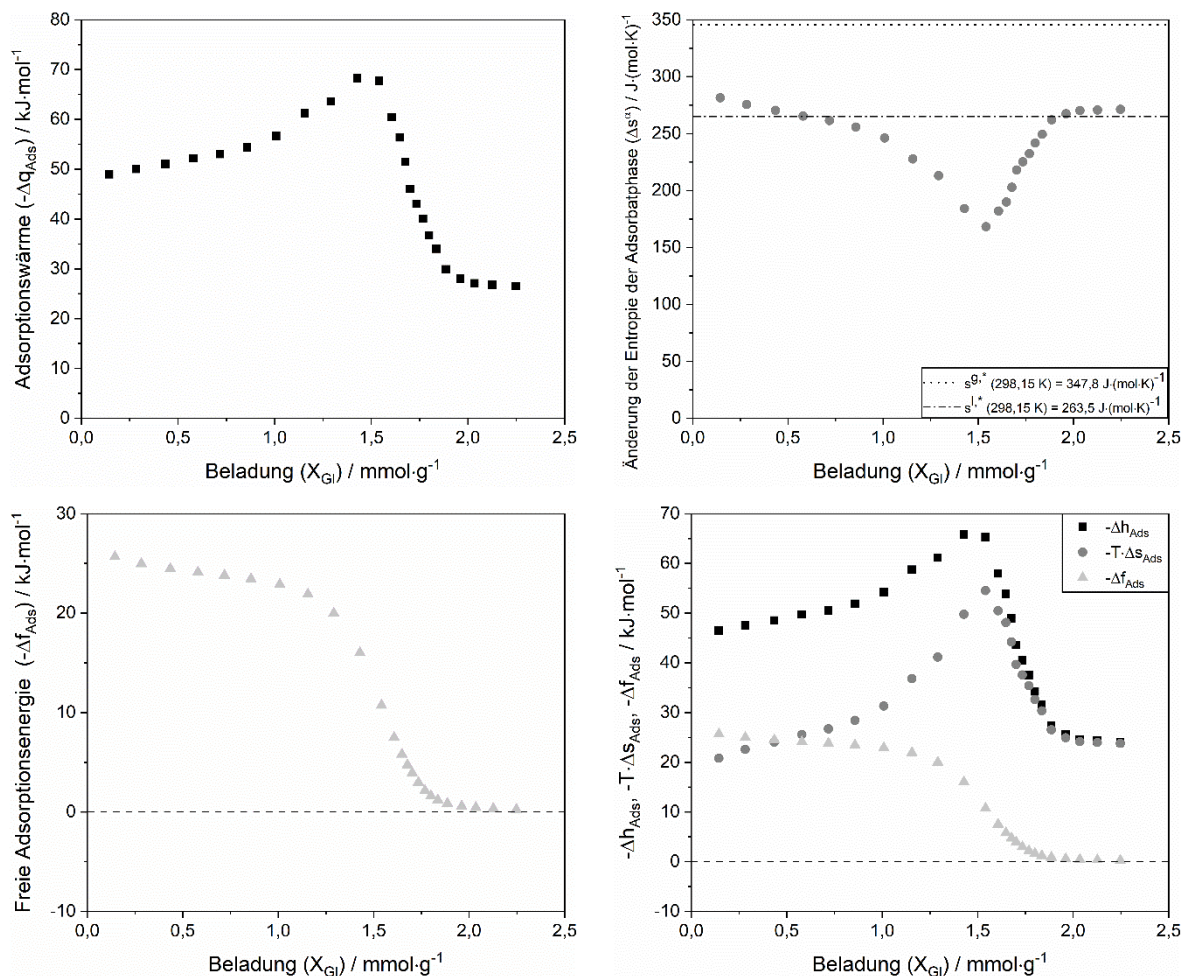 Adsorptionswärme (-Δq_Ads) / kJ·mol⁻¹
80
70
60
50
40
30
20
10
0
0,0 0,5 1,0 1,5 2,0 2,5
Beladung (X_GI) / mmol·g⁻¹
Änderung der Entropie der Adsorbatphase (Δsᵅ) / J·(mol·K)⁻¹
350
300
250
200
150
100
50
0
s^g,* (298,15 K) = 347,8 J·(mol·K)⁻¹
s^l,* (298,15 K) = 263,5 J·(mol·K)⁻¹
0,0 0,5 1,0 1,5 2,0 2,5
Beladung (X_GI) / mmol·g⁻¹
Freie Adsorptionsenergie (-Δf_Ads) / kJ·mol⁻¹
30
20
10
0
-10
0,0 0,5 1,0 1,5 2,0 2,5
Beladung (X_GI) / mmol·g⁻¹
-Δh_Ads, -T·Δs_Ads, -Δf_Ads / kJ·mol⁻¹
70
60
50
40
30
20
10
0
-10
-Δh_Ads
-T·Δs_Ads
-Δf_Ads
0,0 0,5 1,0 1,5 2,0 2,5
Beladung (X_GI) / mmol·g⁻¹